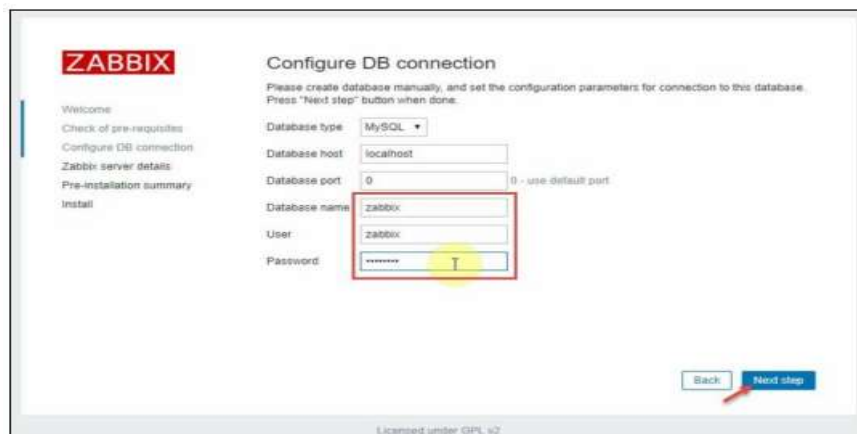 ZABBIX
Welcome
Check of pre-requisites
Configure DB connection
Zabbix server details
Pre-installation summary
Install
Configure DB connection
Please create database manually, and set the configuration parameters for connection to this database.
Press "Next step" button when done.
Database type MySQL
Database host localhost
Database port 0 0 - use default port
Database name zabbix
User zabbix
Password ••••••••
Back Next step
Licensed under GPL v2